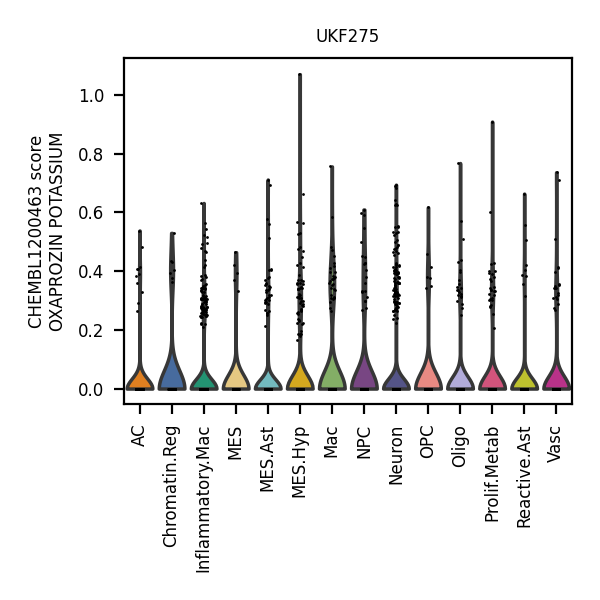 UKF275
CHEMBL1200463 score
OXAPROZIN POTASSIUM
1.0
0.8
0.6
0.4
0.2
0.0
AC
Chromatin.Reg
Inflammatory.Mac
MES
MES.Ast
MES.Hyp
Mac
NPC
Neuron
OPC
Oligo
Prolif.Metab
Reactive.Ast
Vasc